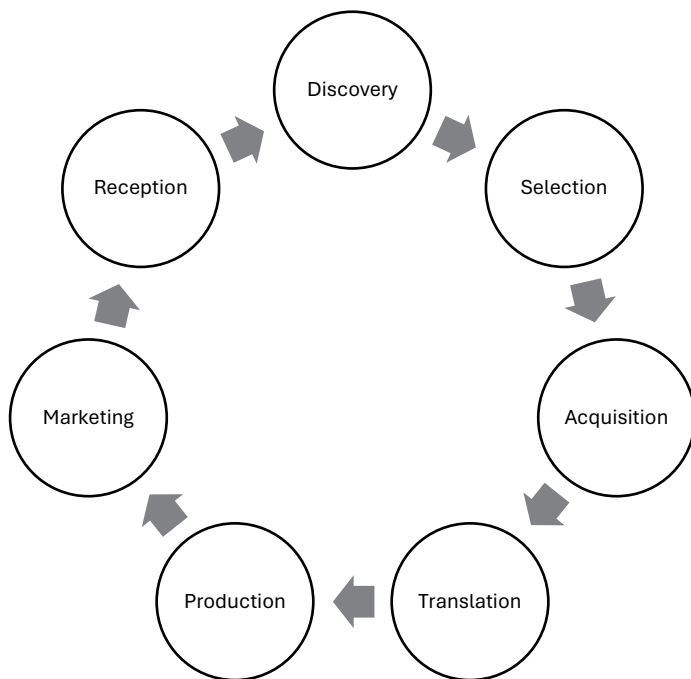 Discovery
Selection
Acquisition
Translation
Production
Marketing
Reception